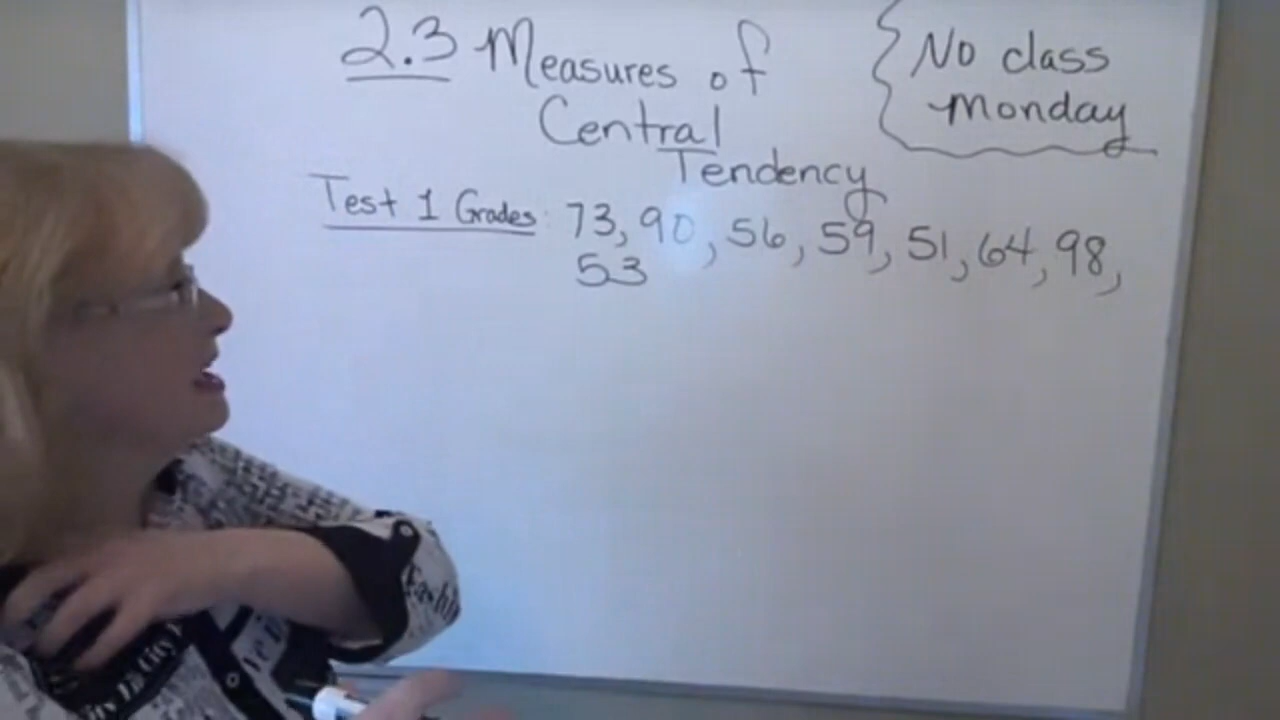 2.3 Measures of
Central
Tendency
No class
Monday
Test 1 Grades: 73, 90, 56, 59, 51, 64, 98,
53